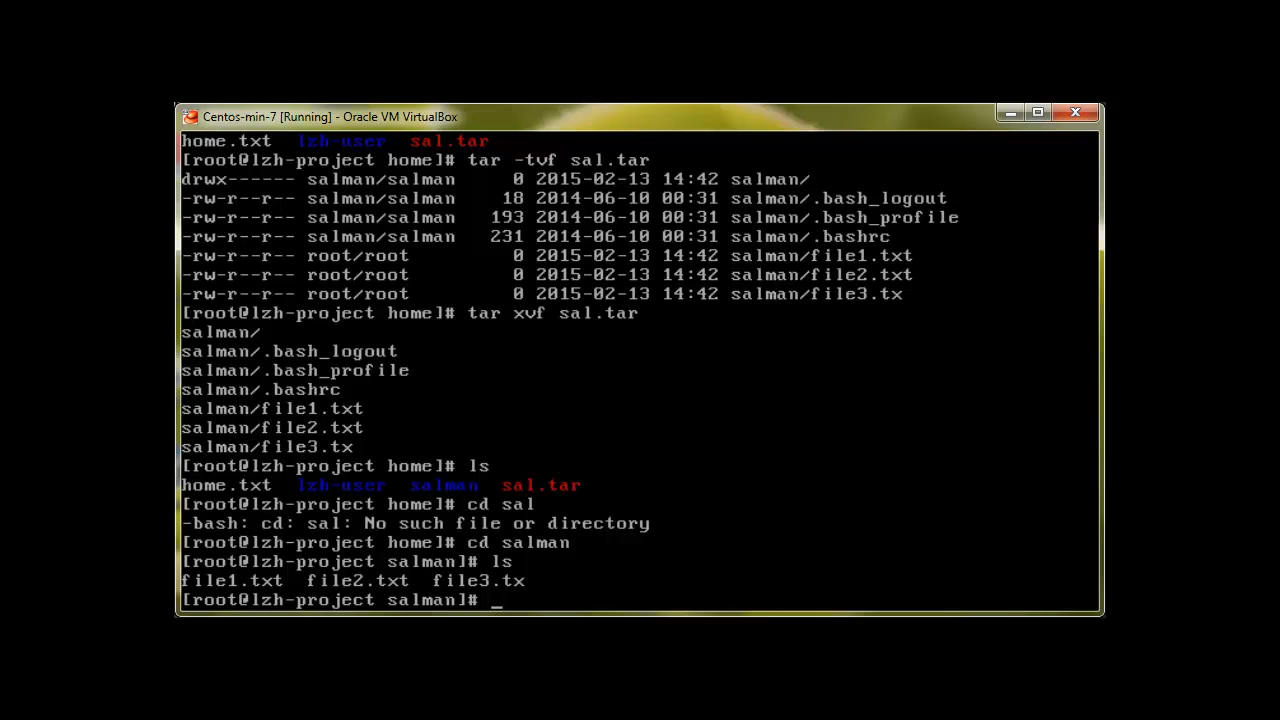 Centos-min-7 [Running] - Oracle VM VirtualBox
home.txt  lzh-user  sal.tar
[root@lzh-project home]# tar -tvf sal.tar
drwx------ salman/salman     0 2015-02-13 14:42 salman/
-rw-r--r-- salman/salman    18 2014-06-10 00:31 salman/.bash_logout
-rw-r--r-- salman/salman   193 2014-06-10 00:31 salman/.bash_profile
-rw-r--r-- salman/salman   231 2014-06-10 00:31 salman/.bashrc
-rw-r--r-- root/root         0 2015-02-13 14:42 salman/file1.txt
-rw-r--r-- root/root         0 2015-02-13 14:42 salman/file2.txt
-rw-r--r-- root/root         0 2015-02-13 14:42 salman/file3.tx
[root@lzh-project home]# tar xvf sal.tar
salman/
salman/.bash_logout
salman/.bash_profile
salman/.bashrc
salman/file1.txt
salman/file2.txt
salman/file3.tx
[root@lzh-project home]# ls
home.txt  lzh-user  salman  sal.tar
[root@lzh-project home]# cd sal
-bash: cd: sal: No such file or directory
[root@lzh-project home]# cd salman
[root@lzh-project salman]# ls
file1.txt  file2.txt  file3.tx
[root@lzh-project salman]# _